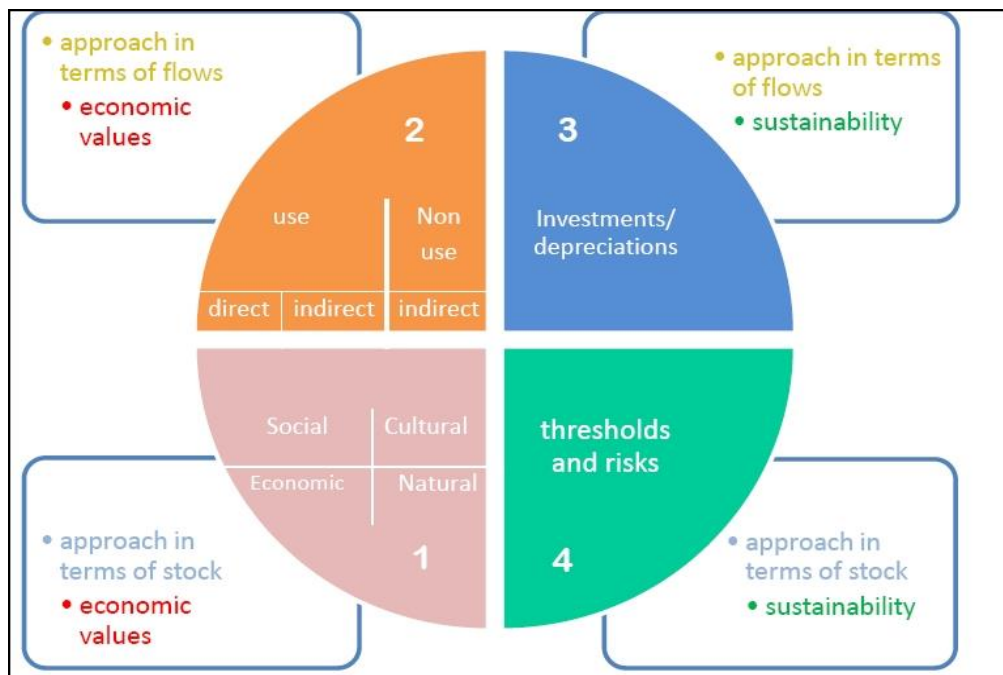 • approach in
terms of flows
• economic
values
2
use
Non
use
direct
indirect
indirect
3
Investments/
depreciations
• approach in terms
of flows
• sustainability
• approach in
terms of stock
• economic
values
Social
Cultural
Economic
Natural
1
thresholds
and risks
4
• approach in
terms of stock
• sustainability